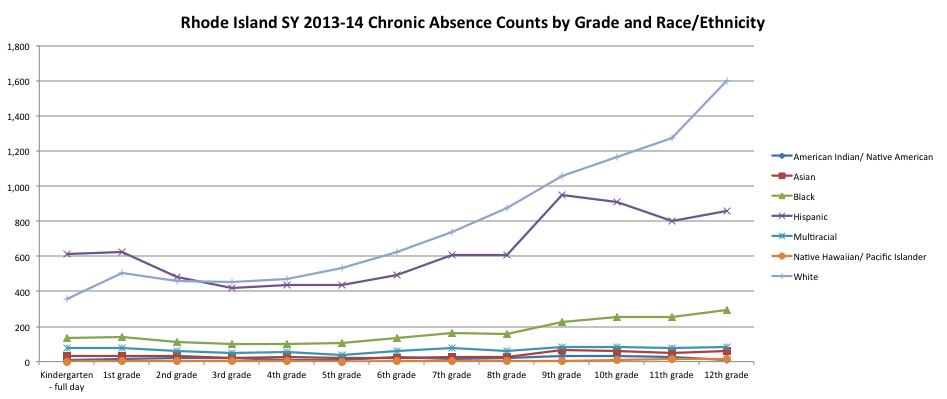 Rhode Island SY 2013-14 Chronic Absence Counts by Grade and Race/Ethnicity
1,800
1,600
1,400
1,200
1,000
800
600
400
200
0
Kindergarten - full day
1st grade
2nd grade
3rd grade
4th grade
5th grade
6th grade
7th grade
8th grade
9th grade
10th grade
11th grade
12th grade
American Indian/ Native American
Asian
Black
Hispanic
Multiracial
Native Hawaiian/ Pacific Islander
White